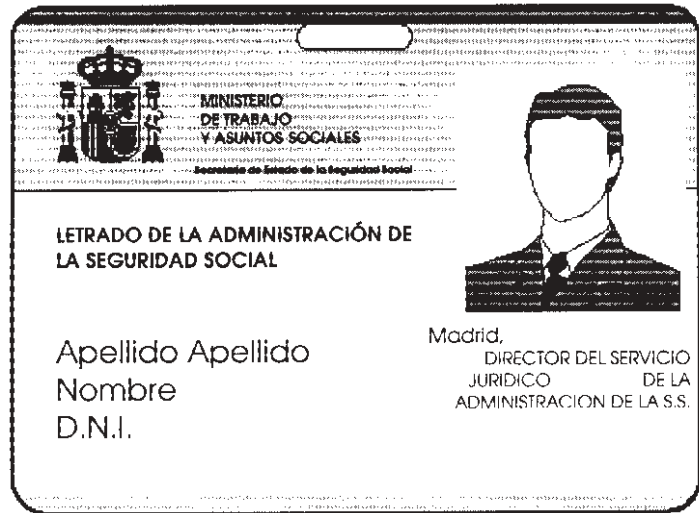 MINISTERIO
DE TRABAJO
Y ASUNTOS SOCIALES
Secretaría de Estado de la Seguridad Social
LETRADO DE LA ADMINISTRACIÓN DE
LA SEGURIDAD SOCIAL
Apellido Apellido
Nombre
D.N.I.
Madrid,
DIRECTOR DEL SERVICIO
JURIDICO DE LA
ADMINISTRACION DE LA S.S.